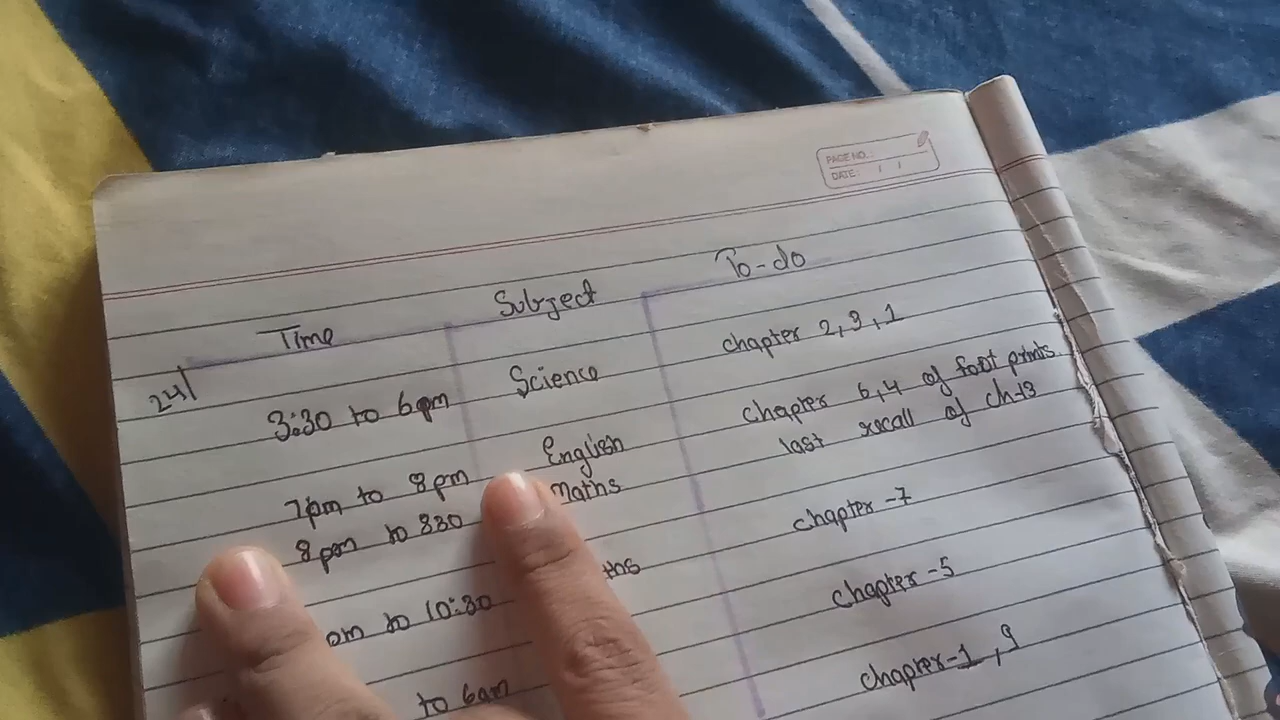 PAGE NO.:
DATE: / /
Time Subject To-do
24/
3:30 to 6pm Science chapter 2,3,1
7pm to 8pm English chapter 6,4 of foot prints
8pm to 830 Maths last recall of ch-13
om to 10:30 ths chapter -7
chapter -5
to 6am chapter-1,9